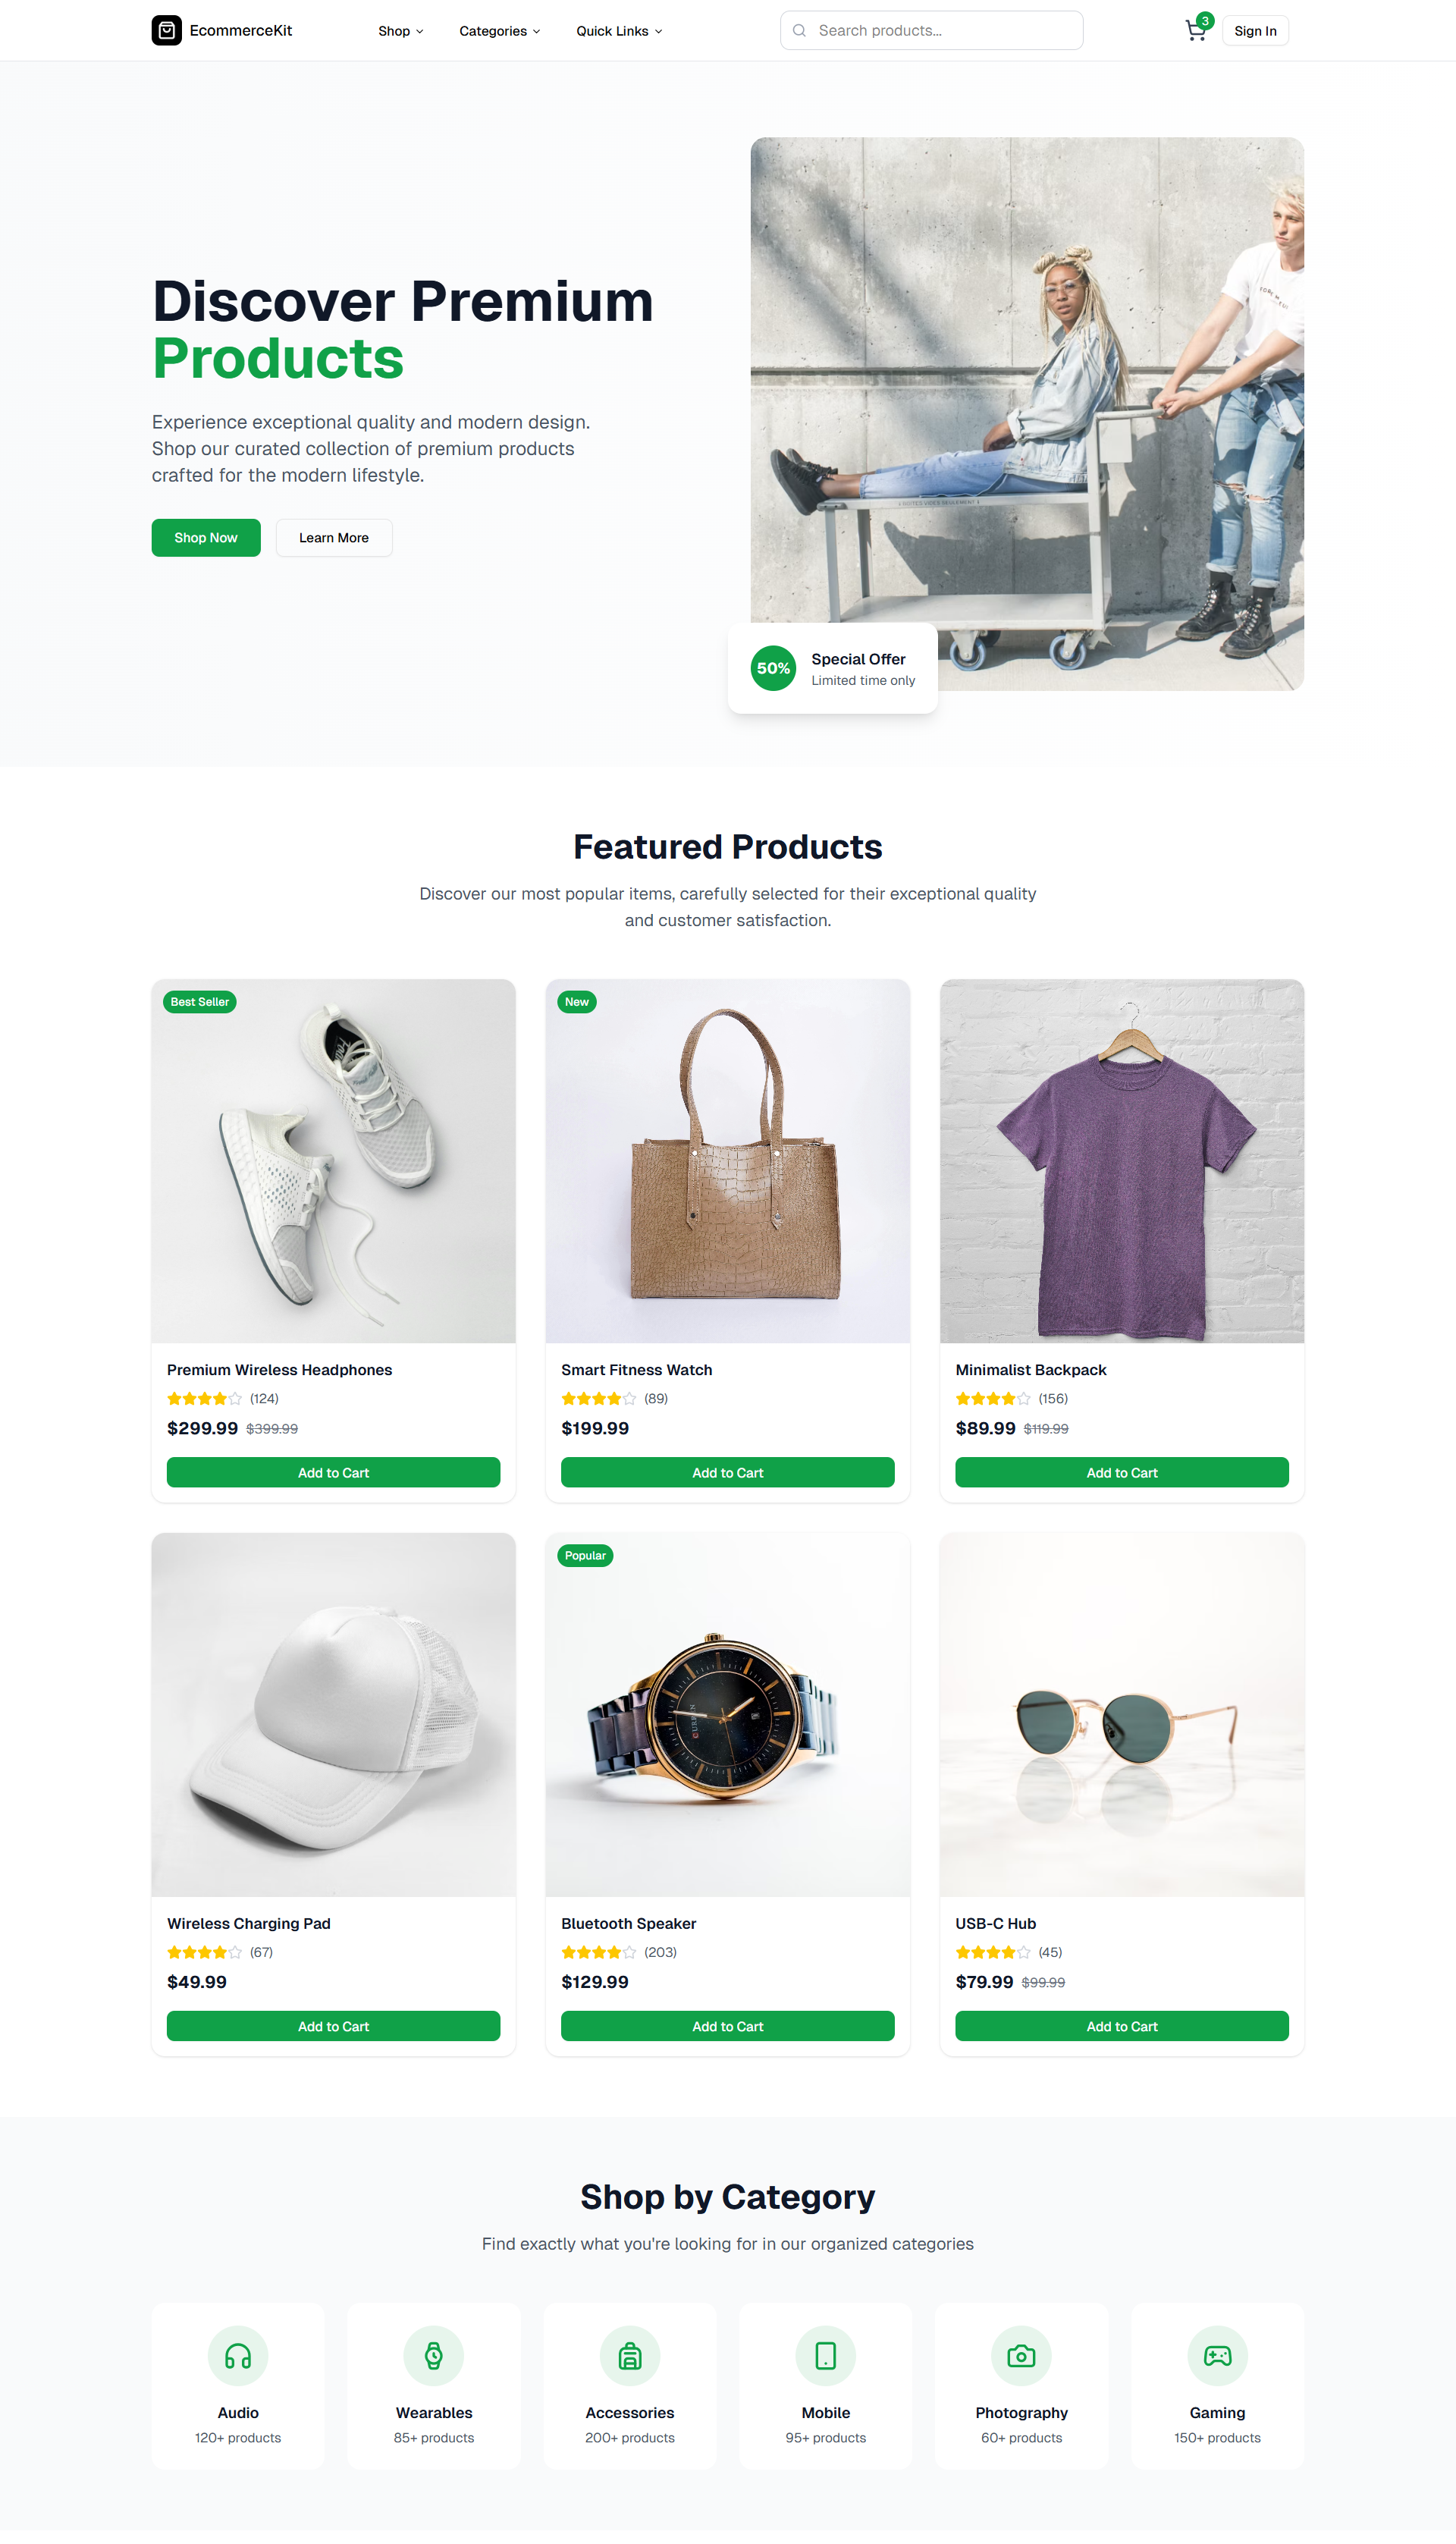 EcommerceKit
Shop
Categories
Quick Links
Search products...
3
Sign In
Discover Premium
Products
Experience exceptional quality and modern design.
Shop our curated collection of premium products
crafted for the modern lifestyle.
Shop Now
Learn More
50%
Special Offer
Limited time only
Featured Products
Discover our most popular items, carefully selected for their exceptional quality
and customer satisfaction.
Best Seller
New
Premium Wireless Headphones
(124)
$299.99 $399.99
Add to Cart
Smart Fitness Watch
(89)
$199.99
Add to Cart
Minimalist Backpack
(156)
$89.99 $119.99
Add to Cart
Popular
CURREN
Wireless Charging Pad
(67)
$49.99
Add to Cart
Bluetooth Speaker
(203)
$129.99
Add to Cart
USB-C Hub
(45)
$79.99 $99.99
Add to Cart
Shop by Category
Find exactly what you're looking for in our organized categories
Audio
120+ products
Wearables
85+ products
Accessories
200+ products
Mobile
95+ products
Photography
60+ products
Gaming
150+ products